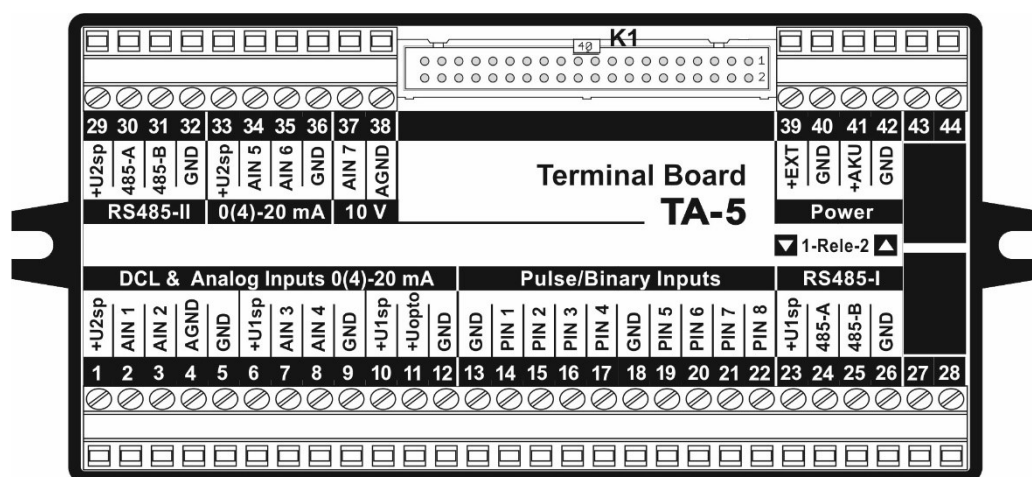 K1
40
1
2
29 30 31 32 33 34 35 36 37 38 39 40 41 42 43 44
+U2sp 485-A 485-B GND +U2sp AIN 5 AIN 6 GND AIN 7 AGND +EXT GND +AKU GND
Terminal Board
TA-5
RS485-II 0(4)-20 mA 10 V Power
1-Rele-2
DCL & Analog Inputs 0(4)-20 mA Pulse/Binary Inputs RS485-I
+U2sp AIN 1 AIN 2 AGND GND +U1sp AIN 3 AIN 4 GND +U1sp +Uopto GND GND PIN 1 PIN 2 PIN 3 PIN 4 GND PIN 5 PIN 6 PIN 7 PIN 8 +U1sp 485-A 485-B GND
1 2 3 4 5 6 7 8 9 10 11 12 13 14 15 16 17 18 19 20 21 22 23 24 25 26 27 28